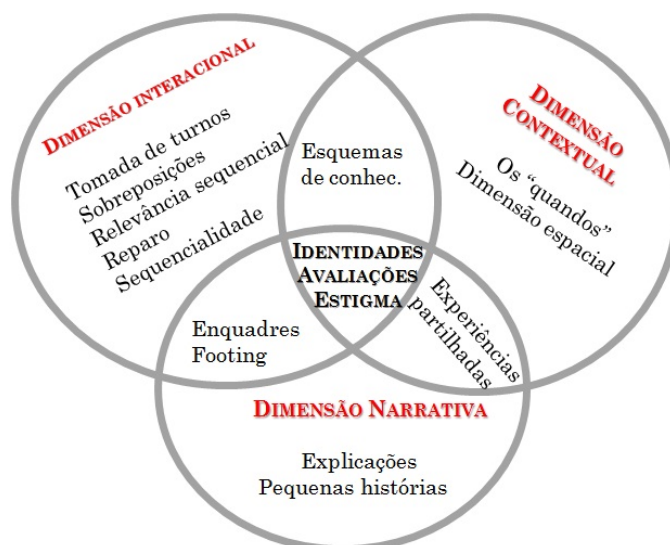 DIMENSÃO INTERACIONAL
Tomada de turnos
Sobreposições
Relevância sequencial
Reparo
Sequencialidade
Esquemas
de conhec.
DIMENSÃO
CONTEXTUAL
Os “quandos”
Dimensão espacial
IDENTIDADES
AVALIAÇÕES
ESTIGMA
Enquadres
Footing
Experiências
partilhadas
DIMENSÃO NARRATIVA
Explicações
Pequenas histórias